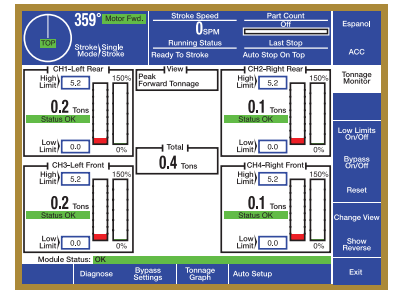 359° Motor Fwd.
TOP
Stroke Mode
Single Stroke
Stroke Speed
0SPM
Running Status
Ready To Stroke
Part Count
Off
Last Stop
Auto Stop On Top
Espanol
ACC
CH1-Left Rear
High Limit 5.2 150%
0.2 Tons
Status OK
Low Limit 0.0 0%
View
Peak
Forward Tonnage
CH2-Right Rear
High Limit 5.2 150%
0.1 Tons
Status OK
Low Limit 0.0 0%
Total
0.4 Tons
CH3-Left Front
High Limit 5.2 150%
0.2 Tons
Status OK
Low Limit 0.0 0%
CH4-Right Front
High Limit 5.2 150%
0.1 Tons
Status OK
Low Limit 0.0 0%
Tonnage Monitor
Low Limits On/Off
Bypass On/Off
Reset
Change View
Show Reverse
Module Status: OK
Diagnose
Bypass Settings
Tonnage Graph
Auto Setup
Exit